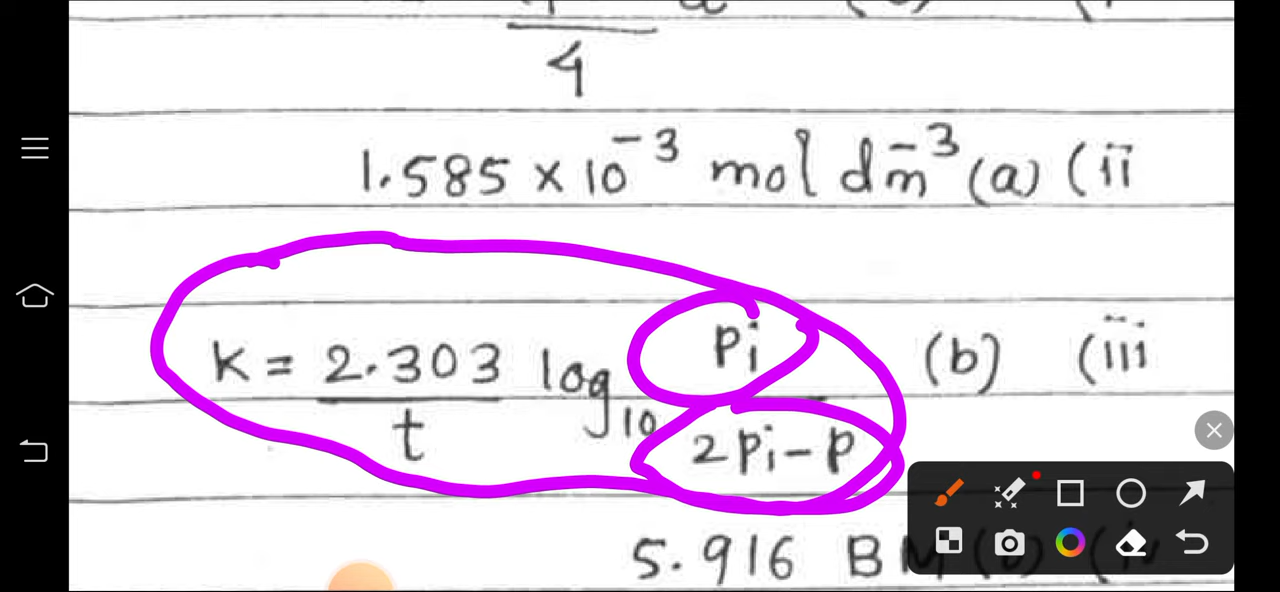 4
1.585 × 10⁻³ mol dm⁻³ (a) (ii
K = 2.303/t log₁₀ Pi/2Pi-P (b) (iii
5.916 BM